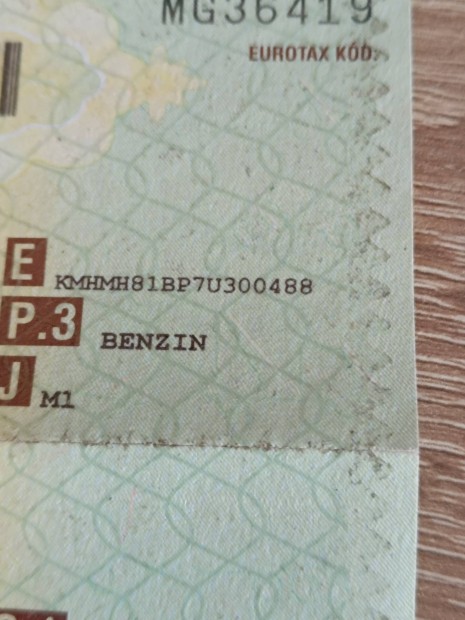 MG36419
EUROTAX KÓD:
E KMHMH81BP7U300488
P.3 BENZIN
J M1